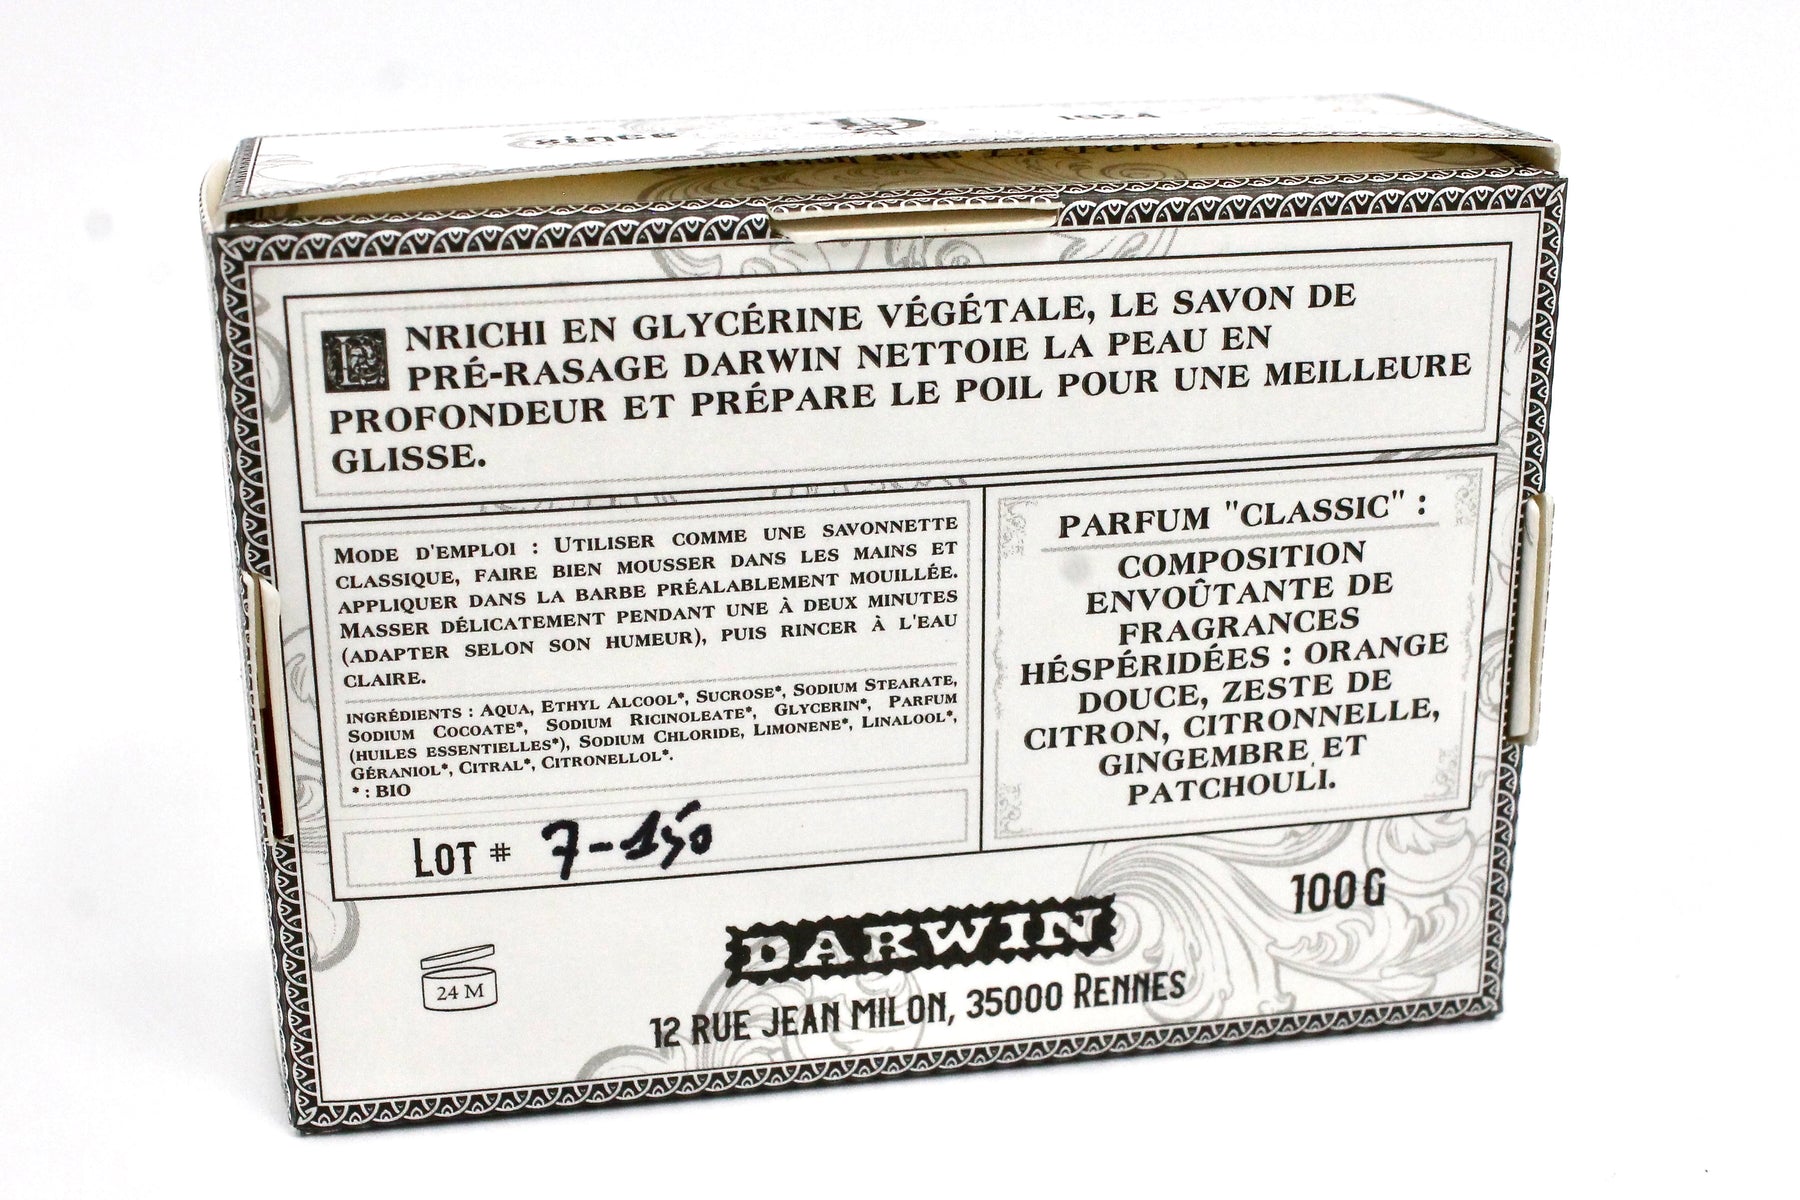 1924
ENRICHI EN GLYCÉRINE VÉGÉTALE, LE SAVON DE
PRÉ-RASAGE DARWIN NETTOIE LA PEAU EN
PROFONDEUR ET PRÉPARE LE POIL POUR UNE MEILLEURE
GLISSE.
MODE D'EMPLOI : UTILISER COMME UNE SAVONNETTE
CLASSIQUE, FAIRE BIEN MOUSSER DANS LES MAINS ET
APPLIQUER DANS LA BARBE PRÉALABLEMENT MOUILLÉE.
MASSER DÉLICATEMENT PENDANT UNE À DEUX MINUTES
(ADAPTER SELON SON HUMEUR), PUIS RINCER À L'EAU
CLAIRE.
INGRÉDIENTS : AQUA, ETHYL ALCOOL*, SUCROSE*, SODIUM STEARATE,
SODIUM COCOATE*, SODIUM RICINOLEATE*, GLYCERIN*, PARFUM
(HUILES ESSENTIELLES*), SODIUM CHLORIDE, LIMONENE*, LINALOOL*,
GÉRANIOL*, CITRAL*, CITRONELLOL*.
* : BIO
LOT # 7-150
PARFUM "CLASSIC" :
COMPOSITION
ENVOÛTANTE DE
FRAGRANCES
HÉSPÉRIDÉES : ORANGE
DOUCE, ZESTE DE
CITRON, CITRONNELLE,
GINGEMBRE ET
PATCHOULI.
100G
24 M
DARWIN
12 RUE JEAN MILON, 35000 RENNES